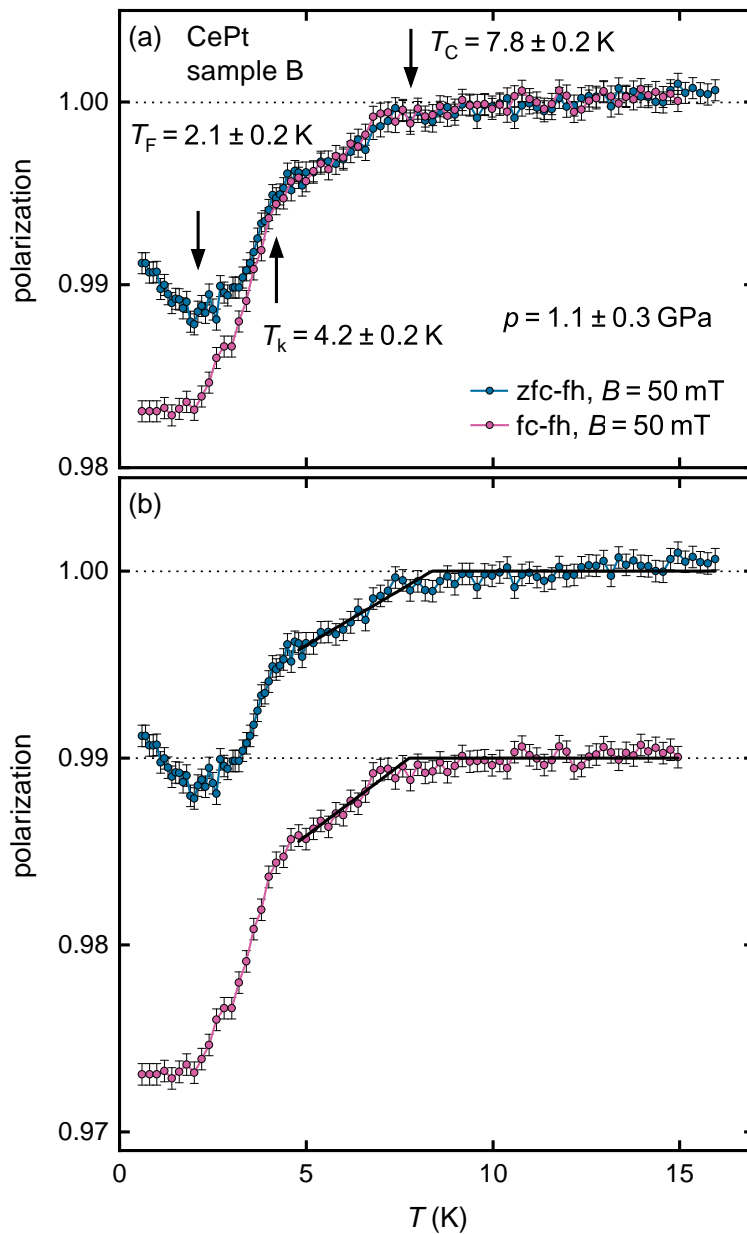 (a)
CePt
sample B
T_C = 7.8 ± 0.2 K
1.00
T_F = 2.1 ± 0.2 K
polarization
0.99
T_k = 4.2 ± 0.2 K
p = 1.1 ± 0.3 GPa
zfc-fh, B = 50 mT
fc-fh, B = 50 mT
0.98
(b)
1.00
0.99
polarization
0.98
0.97
0 5 10 15
T (K)